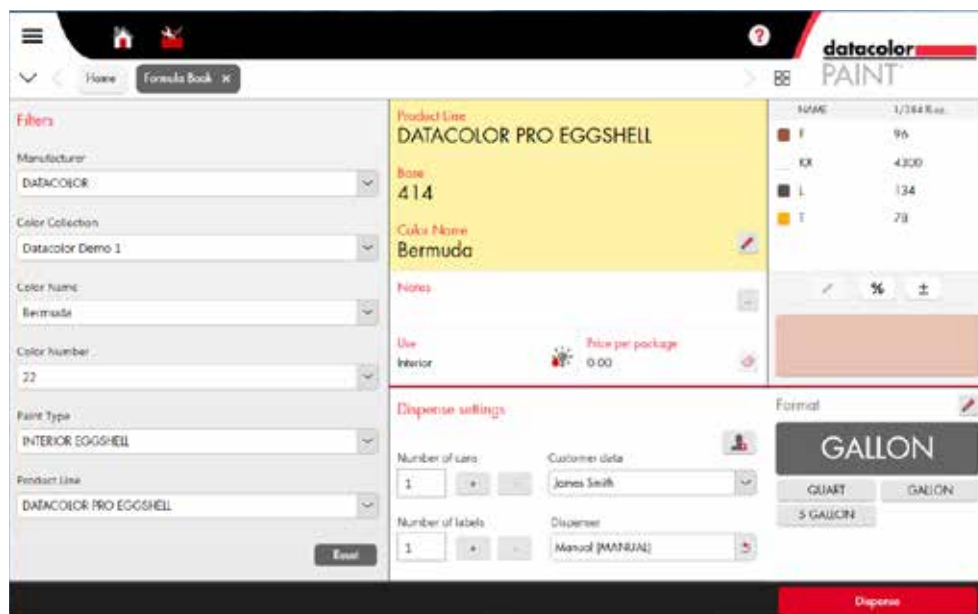 datacolor
PAINT
Home
Formula Book ×
Filters
Manufacturer
DATACOLOR
Color Collection
Datacolor Demo 1
Color Name
Bermuda
Color Number
22
Paint Type
INTERIOR EGGSHELL
Product Line
DATACOLOR PRO EGGSHELL
Reset
Product Line
DATACOLOR PRO EGGSHELL
Base
414
Color Name
Bermuda
Notes
...
Use
Interior
Price per package
0.00
Dispense settings
Number of cans
1 + -
Customer data
James Smith
Number of labels
1 + -
Dispenser
Manual (MANUAL)
NAME 1/384 fl.oz.
F 96
KX 4300
L 134
T 78
% ±
Format
GALLON
QUART GALLON
5 GALLON
Dispense